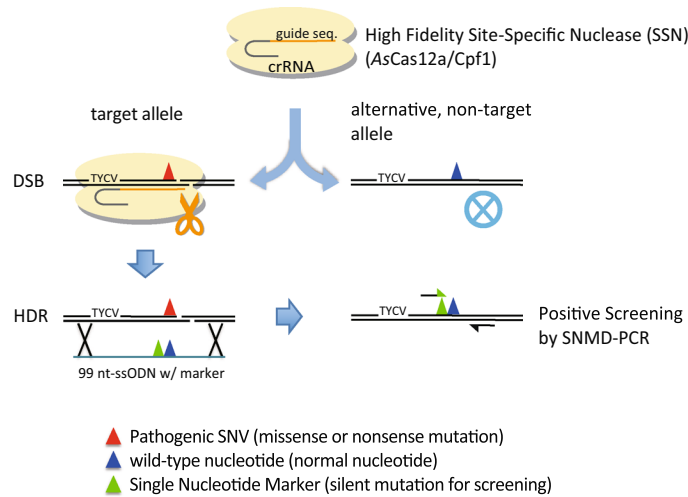 guide seq.
crRNA
High Fidelity Site-Specific Nuclease (SSN)
(AsCas12a/Cpf1)
target allele
alternative, non-target
allele
DSB
TYCV
TYCV
HDR
TYCV
TYCV
Positive Screening
by SNMD-PCR
99 nt-ssODN w/ marker
Pathogenic SNV (missense or nonsense mutation)
wild-type nucleotide (normal nucleotide)
Single Nucleotide Marker (silent mutation for screening)